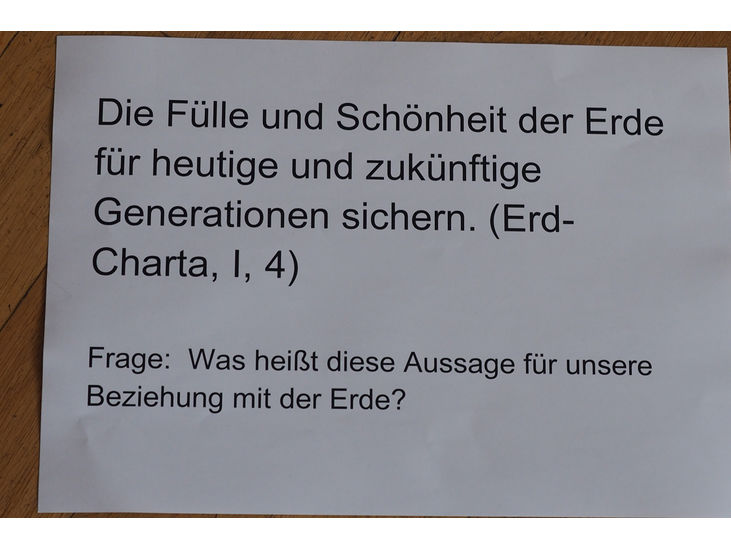 Die Fülle und Schönheit der Erde
für heutige und zukünftige
Generationen sichern. (Erd-
Charta, I, 4)
Frage:  Was heißt diese Aussage für unsere
Beziehung mit der Erde?